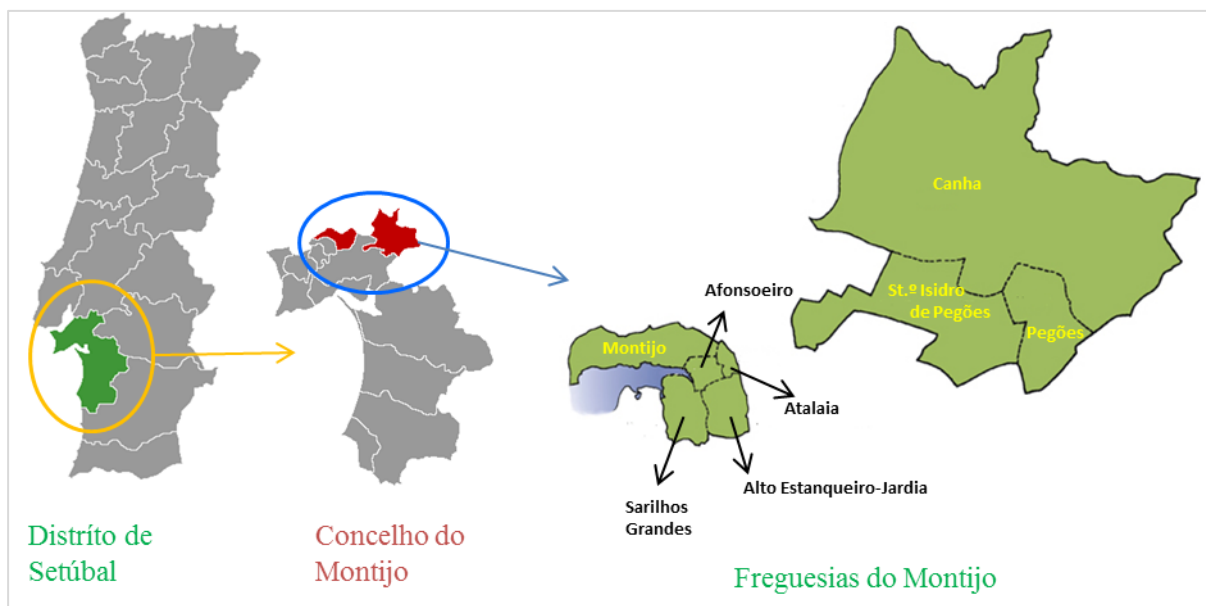 Canha
St.º Isidro
de Pegões
Pegões
Afonsoeiro
Montijo
Atalaia
Alto Estanqueiro-Jardia
Sarilhos
Grandes
Distríto de
Setúbal
Concelho do
Montijo
Freguesias do Montijo